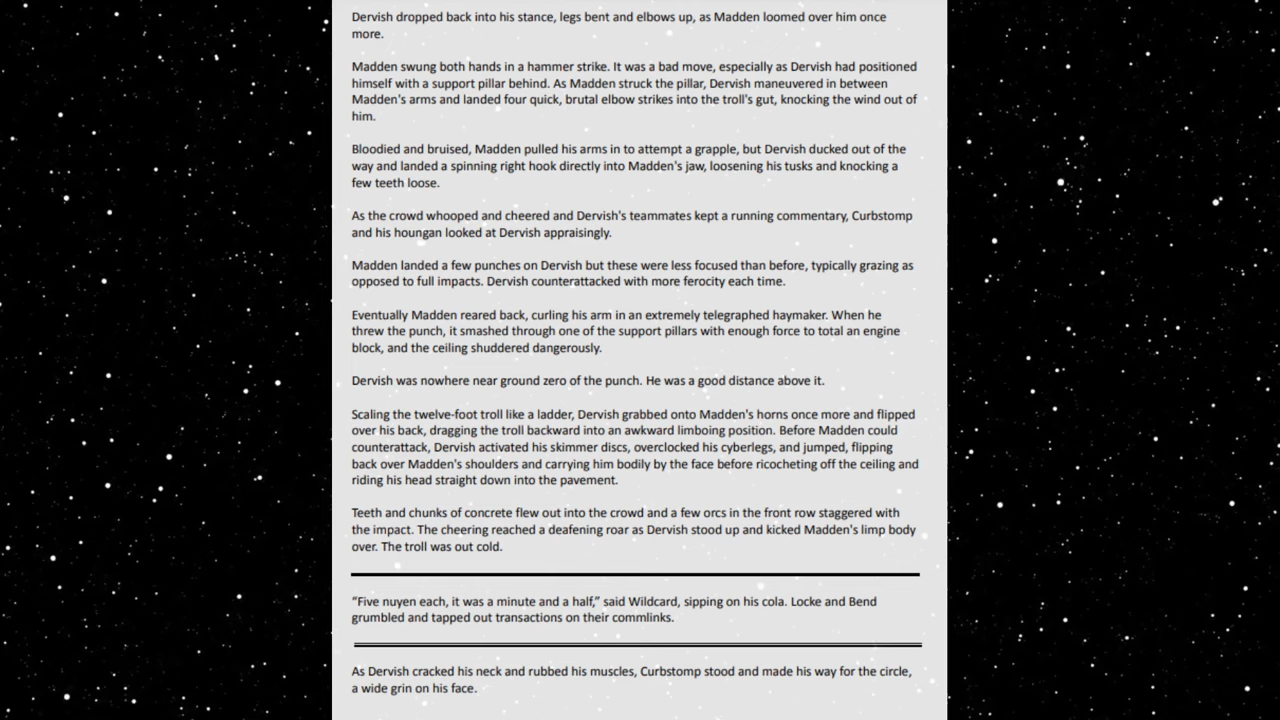 Dervish dropped back into his stance, legs bent and elbows up, as Madden loomed over him once
more.
Madden swung both hands in a hammer strike. It was a bad move, especially as Dervish had positioned
himself with a support pillar behind. As Madden struck the pillar, Dervish maneuvered in between
Madden's arms and landed four quick, brutal elbow strikes into the troll's gut, knocking the wind out of
him.
Bloodied and bruised, Madden pulled his arms in to attempt a grapple, but Dervish ducked out of the
way and landed a spinning right hook directly into Madden's jaw, loosening his tusks and knocking a
few teeth loose.
As the crowd whooped and cheered and Dervish's teammates kept a running commentary, Curbstomp
and his houngan looked at Dervish appraisingly.
Madden landed a few punches on Dervish but these were less focused than before, typically grazing as
opposed to full impacts. Dervish counterattacked with more ferocity each time.
Eventually Madden reared back, curling his arm in an extremely telegraphed haymaker. When he
threw the punch, it smashed through one of the support pillars with enough force to total an engine
block, and the ceiling shuddered dangerously.
Dervish was nowhere near ground zero of the punch. He was a good distance above it.
Scaling the twelve-foot troll like a ladder, Dervish grabbed onto Madden's horns once more and flipped
over his back, dragging the troll backward into an awkward limboing position. Before Madden could
counterattack, Dervish activated his skimmer discs, overclocked his cyberlegs, and jumped, flipping
back over Madden's shoulders and carrying him bodily by the face before ricocheting off the ceiling and
riding his head straight down into the pavement.
Teeth and chunks of concrete flew out into the crowd and a few orcs in the front row staggered with
the impact. The cheering reached a deafening roar as Dervish stood up and kicked Madden's limp body
over. The troll was out cold.
“Five nuyen each, it was a minute and a half,” said Wildcard, sipping on his cola. Locke and Bend
grumbled and tapped out transactions on their commlinks.
As Dervish cracked his neck and rubbed his muscles, Curbstomp stood and made his way for the circle,
a wide grin on his face.